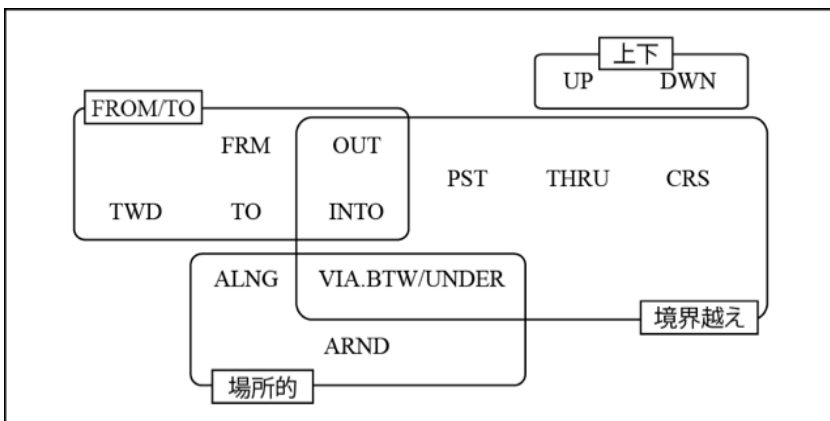 上下
UP DWN
FROM/TO
FRM OUT
PST THRU CRS
TWD TO INTO
ALNG VIA.BTW/UNDER
境界越え
ARND
場所的